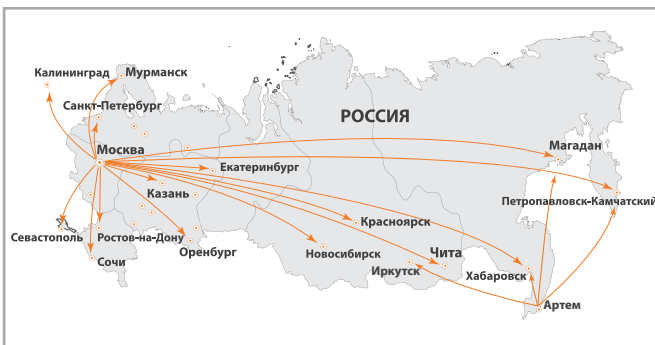 Калининград
Мурманск
Санкт-Петербург
РОССИЯ
Москва
Магадан
Екатеринбург
Казань
Петропавловск-Камчатский
Красноярск
Севастополь
Ростов-на-Дону
Оренбург
Новосибирск
Чита
Иркутск
Хабаровск
Сочи
Артем